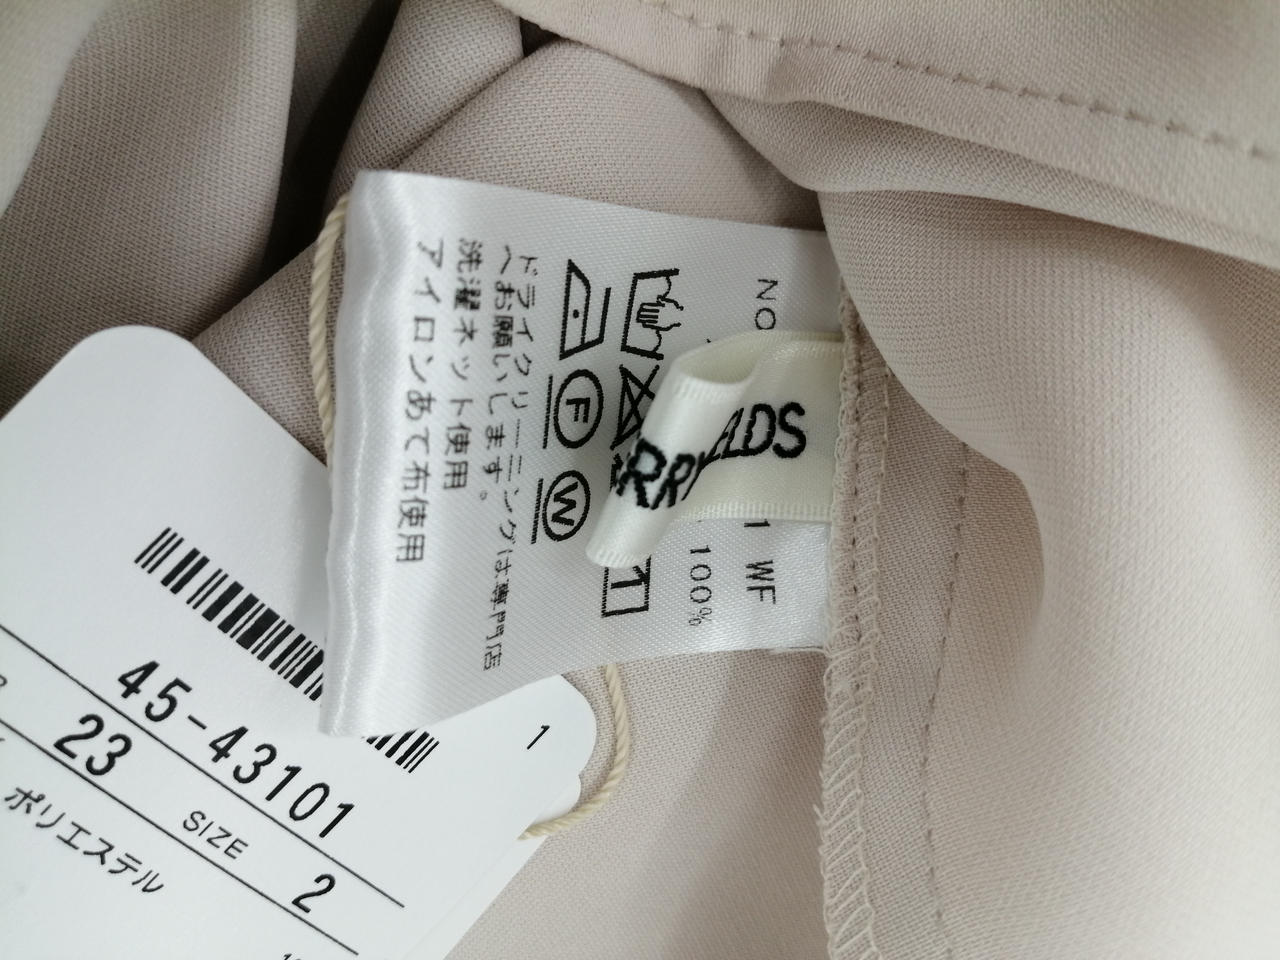 NO
1 WF
100%
RRY
ELDS
F
W
ドライクリーニングは専門店
へお願いします。
洗濯ネット使用
アイロンあて布使用
1
45-43101
23
SIZE
2
ポリエステル